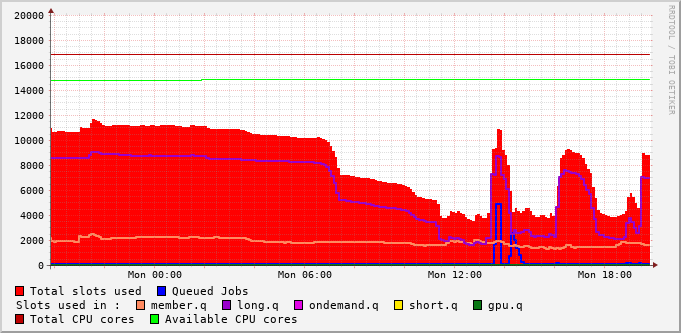 20000
18000
16000
14000
12000
10000
8000
6000
4000
2000
0
Mon 00:00 Mon 06:00 Mon 12:00 Mon 18:00
RRDTOOL / TOBI OETIKER
Total slots used Queued Jobs
Slots used in : member.q long.q ondemand.q short.q gpu.q
Total CPU cores Available CPU cores